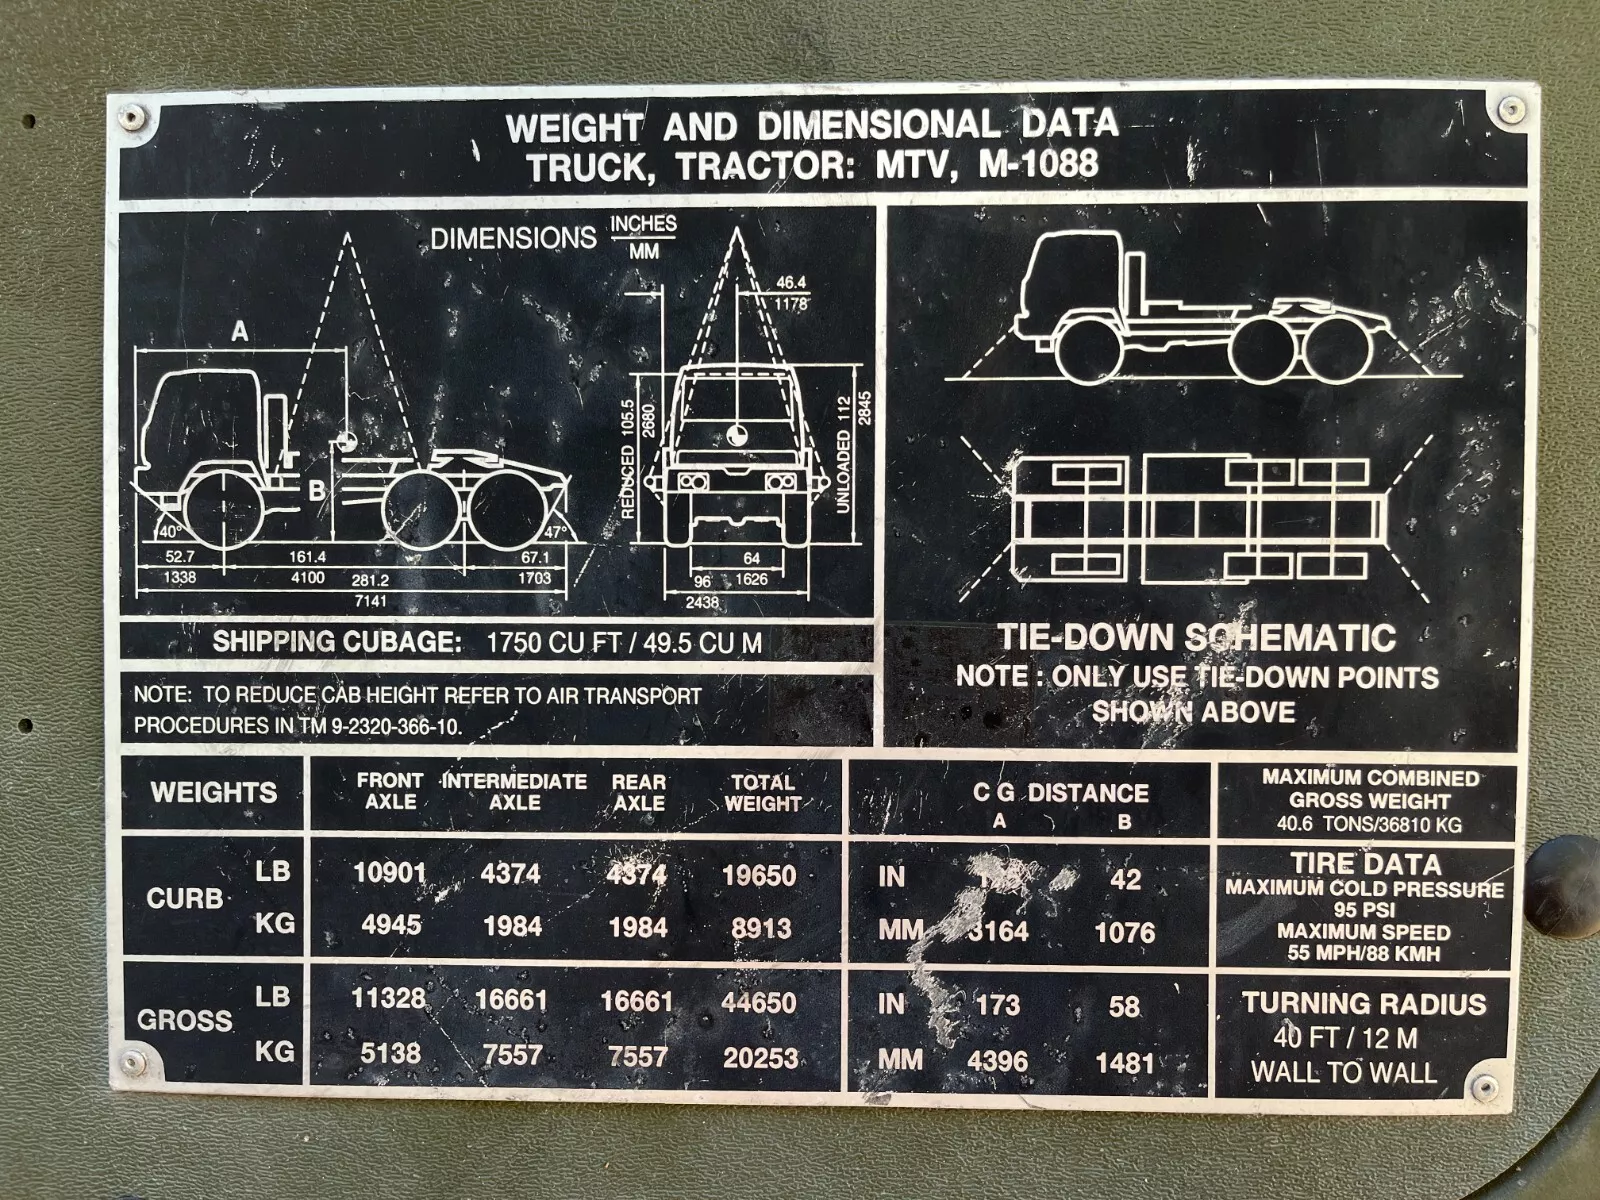 WEIGHT AND DIMENSIONAL DATA
TRUCK, TRACTOR: MTV, M-1088
DIMENSIONS INCHES
MM
A
B
40°
47°
52.7
1338
161.4
4100
67.1
1703
281.2
7141
46.4
1178
REDUCED 105.5
2680
UNLOADED 112
2845
64
1626
96
2438
SHIPPING CUBAGE: 1750 CU FT / 49.5 CU M
NOTE: TO REDUCE CAB HEIGHT REFER TO AIR TRANSPORT
PROCEDURES IN TM 9-2320-366-10.
TIE-DOWN SCHEMATIC
NOTE : ONLY USE TIE-DOWN POINTS
SHOWN ABOVE
WEIGHTS
FRONT AXLE
INTERMEDIATE AXLE
REAR AXLE
TOTAL WEIGHT
CURB
LB 10901 4374 4374 19650
KG 4945 1984 1984 8913
GROSS
LB 11328 16661 16661 44650
KG 5138 7557 7557 20253
C G DISTANCE
A B
IN 42
MM 3164 1076
IN 173 58
MM 4396 1481
MAXIMUM COMBINED
GROSS WEIGHT
40.6 TONS/36810 KG
TIRE DATA
MAXIMUM COLD PRESSURE
95 PSI
MAXIMUM SPEED
55 MPH/88 KMH
TURNING RADIUS
40 FT / 12 M
WALL TO WALL